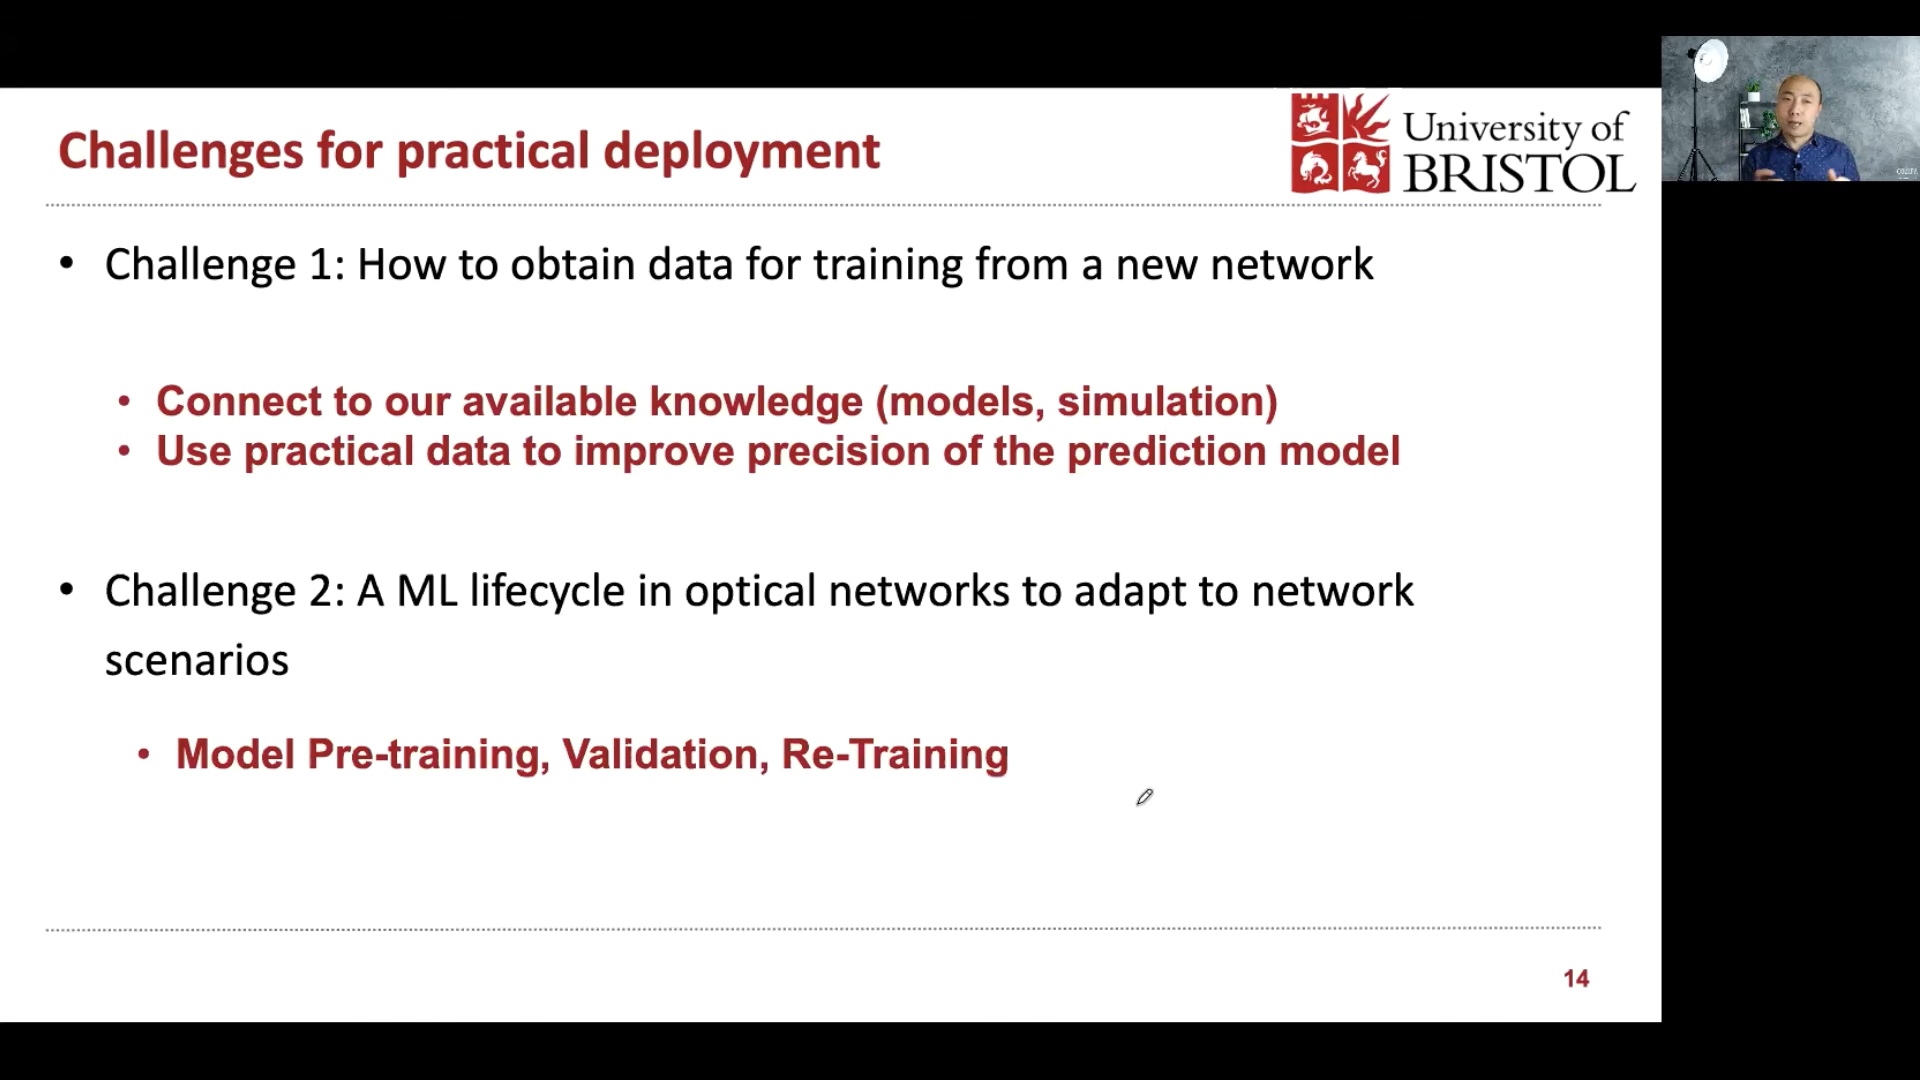 Challenges for practical deployment
University of
BRISTOL
• Challenge 1: How to obtain data for training from a new network
• Connect to our available knowledge (models, simulation)
• Use practical data to improve precision of the prediction model
• Challenge 2: A ML lifecycle in optical networks to adapt to network
scenarios
• Model Pre-training, Validation, Re-Training
14